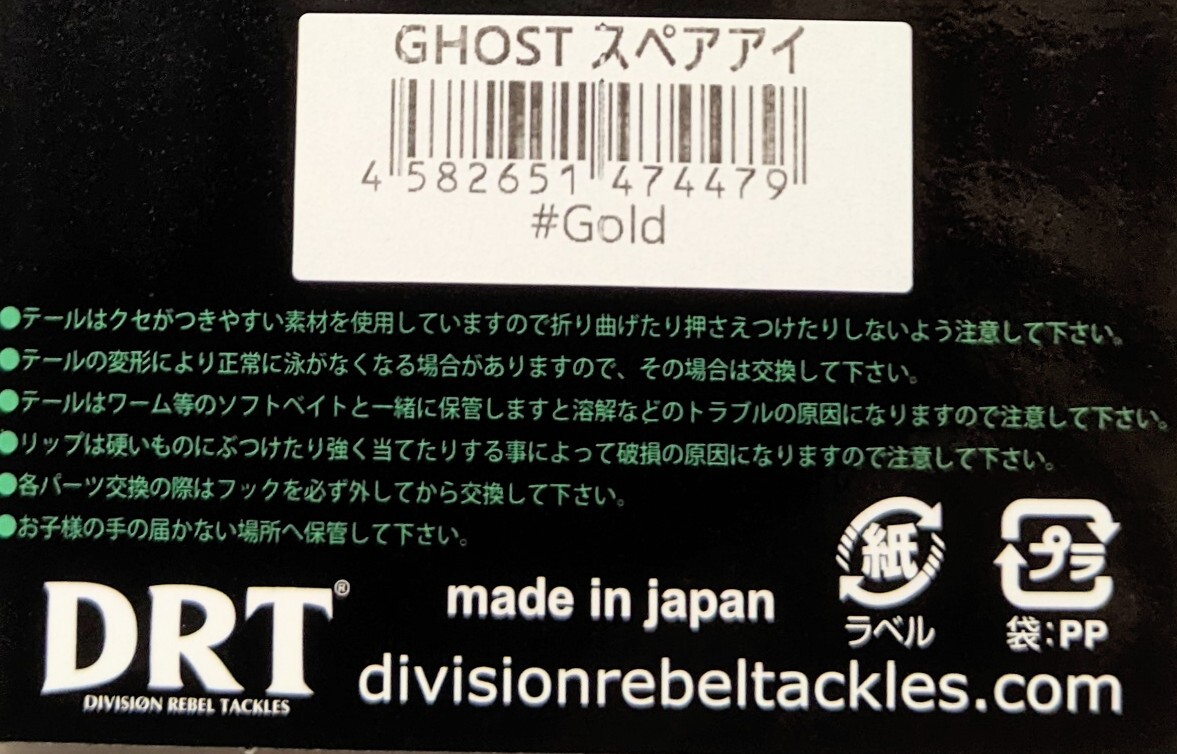 GHOST スペアアイ
4 582651 474479
#Gold
●テールはクセがつきやすい素材を使用していますので折り曲げたり押さえつけたりしないよう注意して下さい。
●テールの変形により正常に泳がなくなる場合がありますので、その場合は交換して下さい。
●テールはワーム等のソフトベイトと一緒に保管しますと溶解などのトラブルの原因になりますので注意して下さい。
●リップは硬いものにぶつけたり強く当てたりする事によって破損の原因になりますので注意して下さい。
●各パーツ交換の際はフックを必ず外してから交換して下さい。
●お子様の手の届かない場所へ保管して下さい。
紙
プラ
ラベル
袋:PP
DRT®
DIVISIØN REBEL TACKLES
made in japan
divisionrebeltackles.com